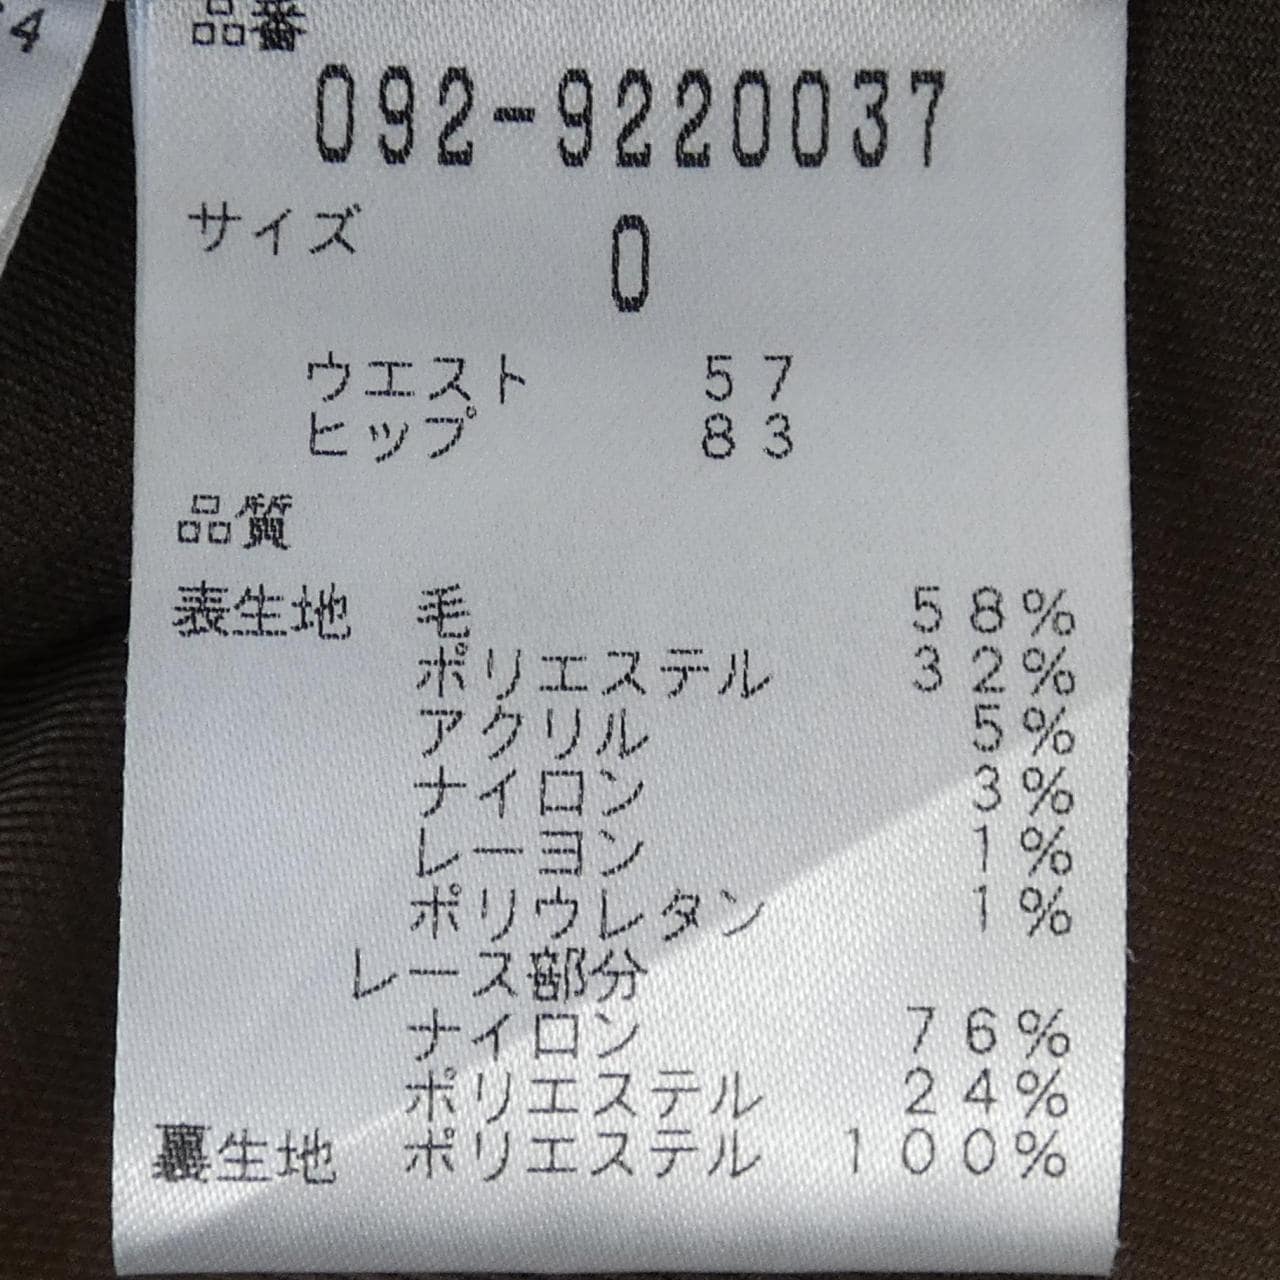 4
品番
092-9220037
サイズ 0
ウエスト 57
ヒップ 83
品質
表生地 毛 58%
ポリエステル 32%
アクリル 5%
ナイロン 3%
レーヨン 1%
ポリウレタン 1%
レース部分
ナイロン 76%
ポリエステル 24%
裏生地 ポリエステル 100%